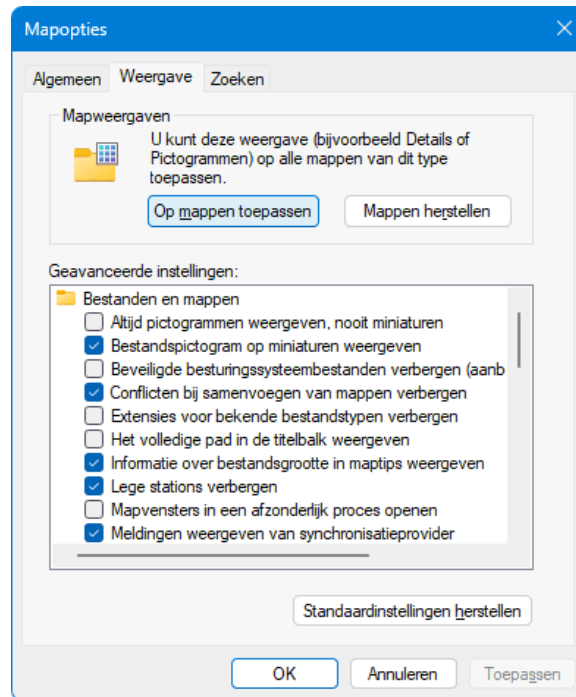 Mapopties
Algemeen Weergave Zoeken
Mapweergaven
U kunt deze weergave (bijvoorbeeld Details of
Pictogrammen) op alle mappen van dit type
toepassen.
Op mappen toepassen Mappen herstellen
Geavanceerde instellingen:
Bestanden en mappen
Altijd pictogrammen weergeven, nooit miniaturen
Bestandspictogram op miniaturen weergeven
Beveiligde besturingssysteembestanden verbergen (aanb
Conflicten bij samenvoegen van mappen verbergen
Extensies voor bekende bestandstypen verbergen
Het volledige pad in de titelbalk weergeven
Informatie over bestandsgrootte in maptips weergeven
Lege stations verbergen
Mapvensters in een afzonderlijk proces openen
Meldingen weergeven van synchronisatieprovider
Standaardinstellingen herstellen
OK Annuleren Toepassen